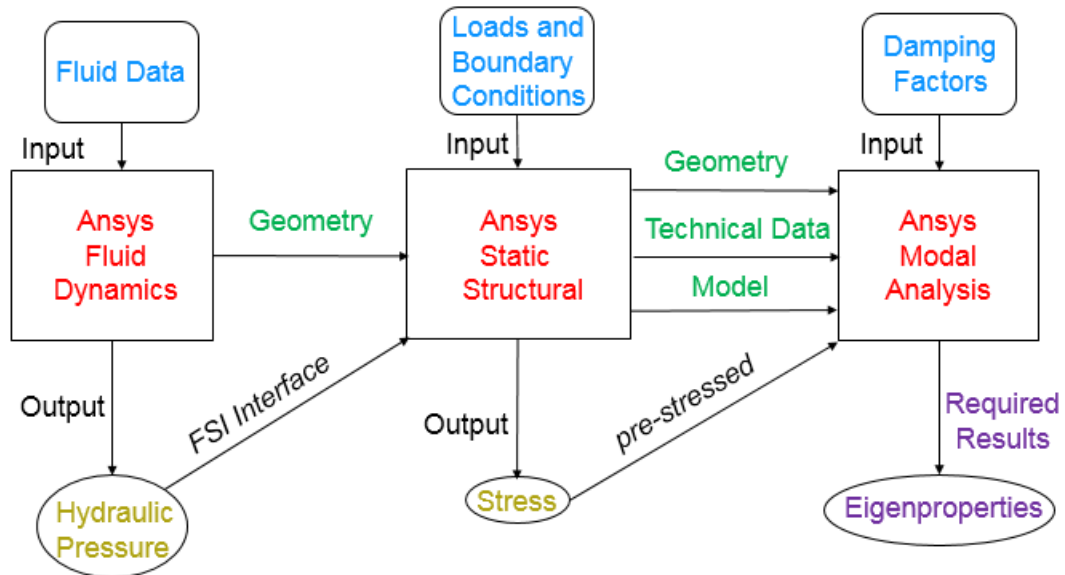 Fluid Data
Loads and
Boundary
Conditions
Damping
Factors
Input
Input
Input
Ansys
Fluid
Dynamics
Geometry
Ansys
Static
Structural
Geometry
Technical Data
Model
Ansys
Modal
Analysis
Output
FSI Interface
Output
pre-stressed
Required
Results
Hydraulic
Pressure
Stress
Eigenproperties